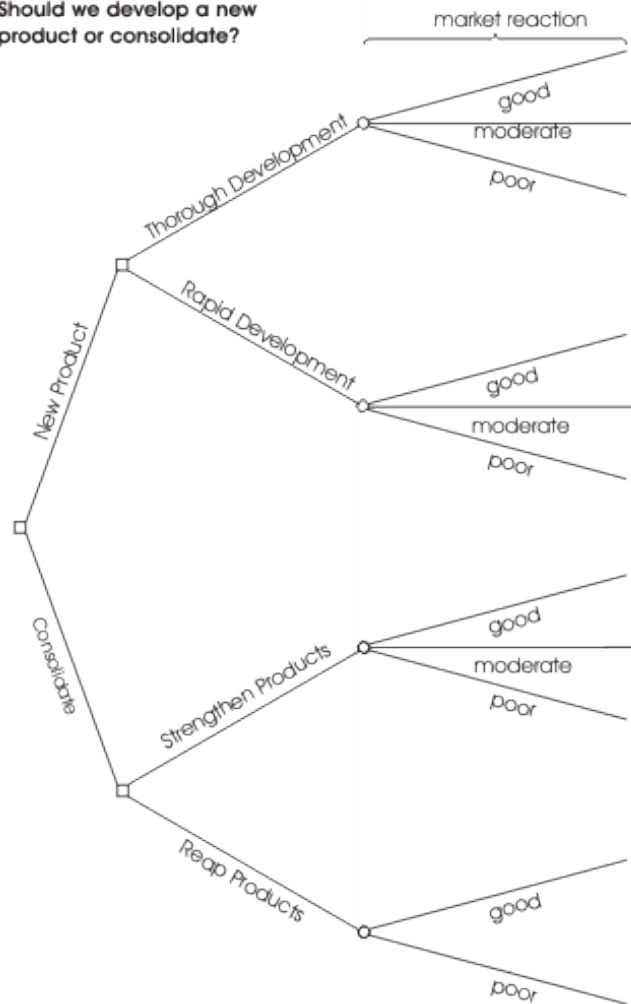 Should we develop a new
product or consolidate?
market reaction
good
moderate
poor
Thorough Development
Rapid Development
good
moderate
poor
New Product
Consolidate
good
moderate
poor
Strengthen Products
Reap Products
good
poor